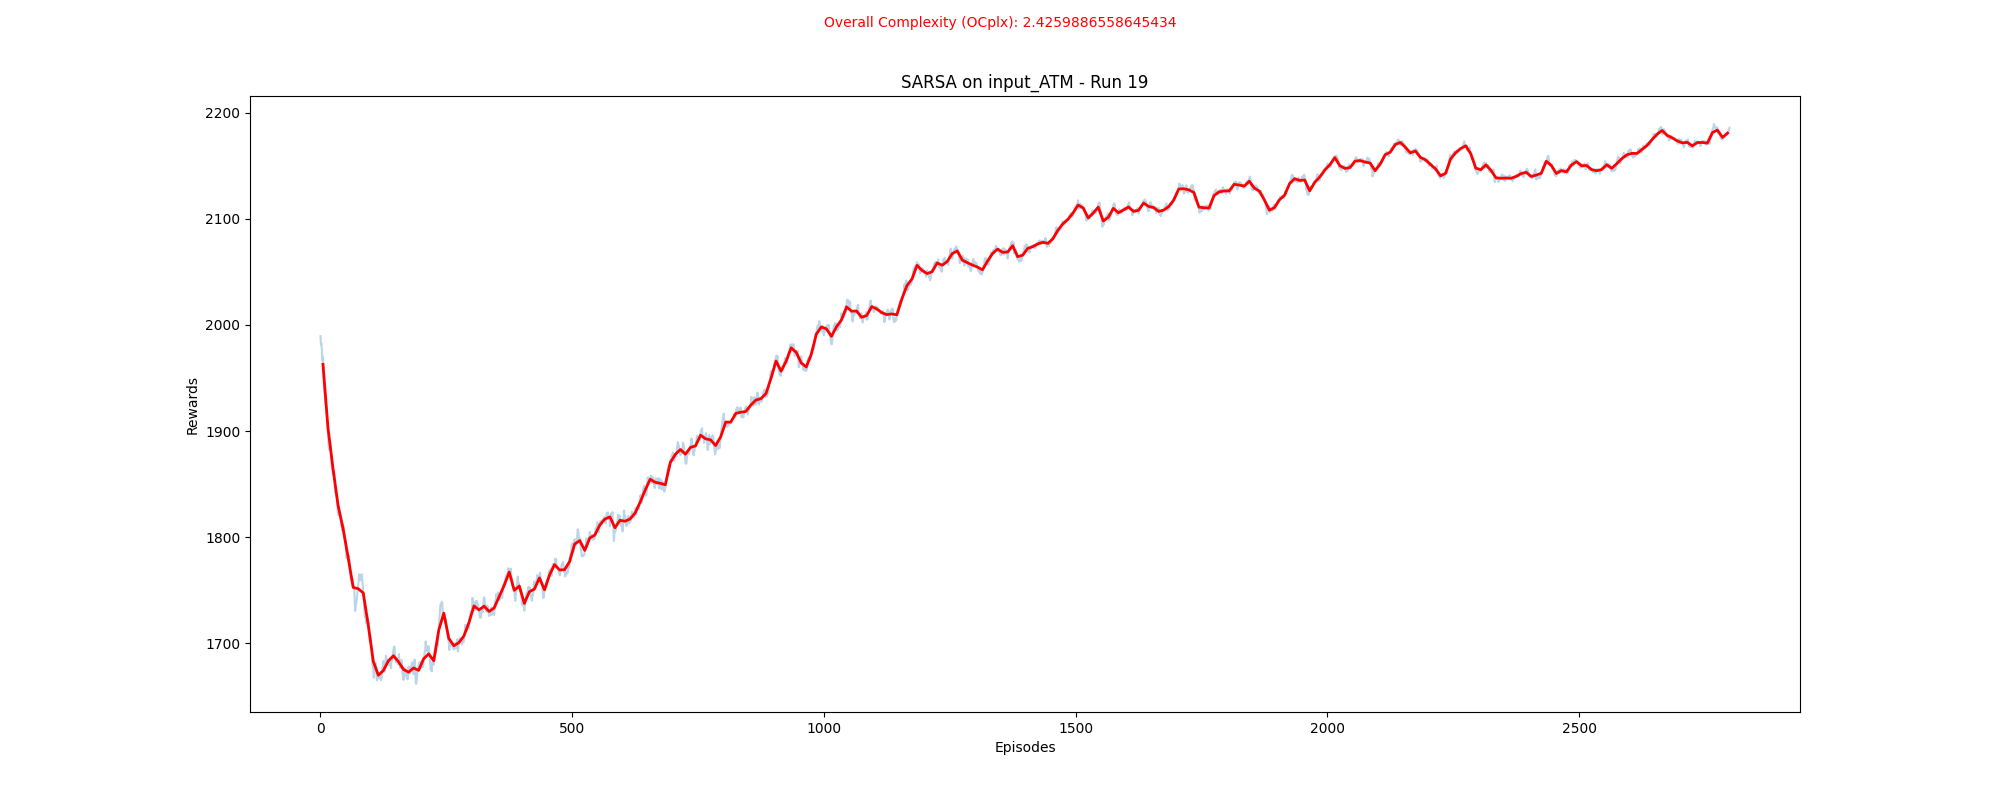 Overall Complexity (OCplx): 2.4259886558645434
SARSA on input_ATM - Run 19
2200
2100
2000
1900
1800
1700
Rewards
0 500 1000 1500 2000 2500
Episodes